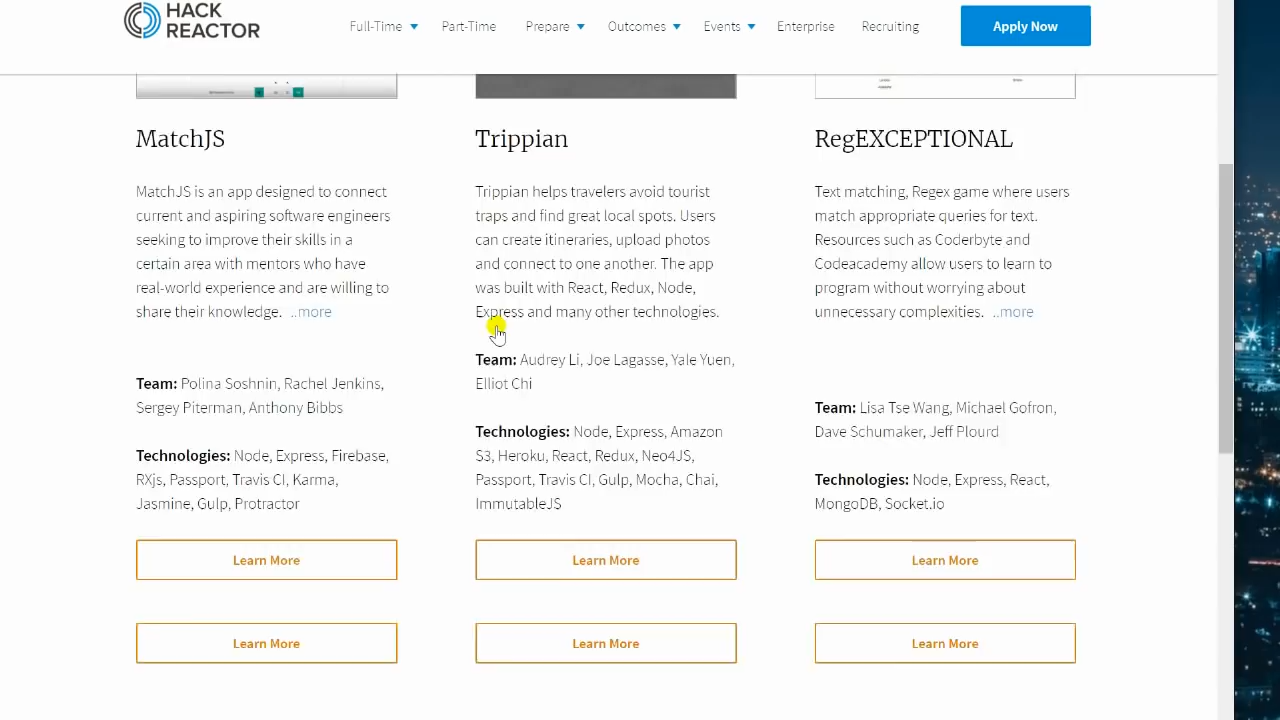 HACK
REACTOR
Full-Time Part-Time Prepare Outcomes Events Enterprise Recruiting Apply Now
MatchJS
MatchJS is an app designed to connect
current and aspiring software engineers
seeking to improve their skills in a
certain area with mentors who have
real-world experience and are willing to
share their knowledge. ...more
Team: Polina Soshnin, Rachel Jenkins,
Sergey Piterman, Anthony Bibbs
Technologies: Node, Express, Firebase,
RXjs, Passport, Travis CI, Karma,
Jasmine, Gulp, Protractor
Learn More
Learn More
Trippian
Trippian helps travelers avoid tourist
traps and find great local spots. Users
can create itineraries, upload photos
and connect to one another. The app
was built with React, Redux, Node,
Express and many other technologies.
Team: Audrey Li, Joe Lagasse, Yale Yuen,
Elliot Chi
Technologies: Node, Express, Amazon
S3, Heroku, React, Redux, Neo4JS,
Passport, Travis CI, Gulp, Mocha, Chai,
ImmutableJS
Learn More
Learn More
RegEXCEPTIONAL
Text matching, Regex game where users
match appropriate queries for text.
Resources such as Coderbyte and
Codeacademy allow users to learn to
program without worrying about
unnecessary complexities. ...more
Team: Lisa Tse Wang, Michael Gofron,
Dave Schumaker, Jeff Plourd
Technologies: Node, Express, React,
MongoDB, Socket.io
Learn More
Learn More